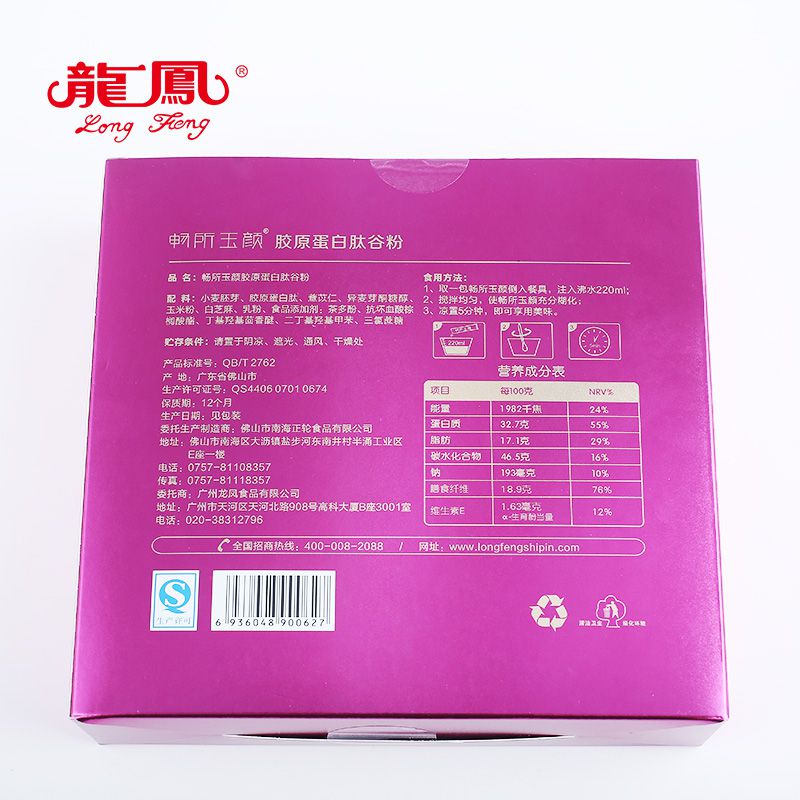 龍鳳®
Long Feng
畅所玉颜® 胶原蛋白肽谷粉
品 名：畅所玉颜胶原蛋白肽谷粉
配 料：小麦胚芽、胶原蛋白肽、薏苡仁、异麦芽酮糖醇、
玉米粉、白芝麻、乳粉、食品添加剂：茶多酚、抗坏血酸棕
榈酸酯、丁基羟基茴香醚、二丁基羟基甲苯、三氯蔗糖
贮存条件：请置于阴凉、遮光、通风、干燥处
产品标准号：QB/T 2762
产 地：广东省佛山市
生产许可证号：QS4406 0701 0674
保质期：12个月
生产日期：见包装
委托生产制造商：佛山市南海正轮食品有限公司
地址：佛山市南海区大沥镇盐步河东南井村半涌工业区
E座一楼
电话：0757-81108357
传真：0757-81118357
委托商：广州龙凤食品有限公司
地址：广州市天河区天河北路908号高科大厦B座3001室
电话：020-38312796
食用方法：
1、取一包畅所玉颜倒入餐具，注入沸水220ml；
2、搅拌均匀，使畅所玉颜充分糊化；
3、凉置5分钟，即可享用美味。
1 2 3
220ml 5min
营养成分表
项目 每100克 NRV%
能量 1982千焦 24%
蛋白质 32.7克 55%
脂肪 17.1克 29%
碳水化合物 46.5克 16%
钠 193毫克 10%
膳食纤维 18.9克 76%
维生素E 1.63毫克 α-生育酚当量 12%
全国招商热线：400-008-2088 / 网址：www.longfengshipin.com
生产许可
6 936048 900627
清洁卫生 美化环境